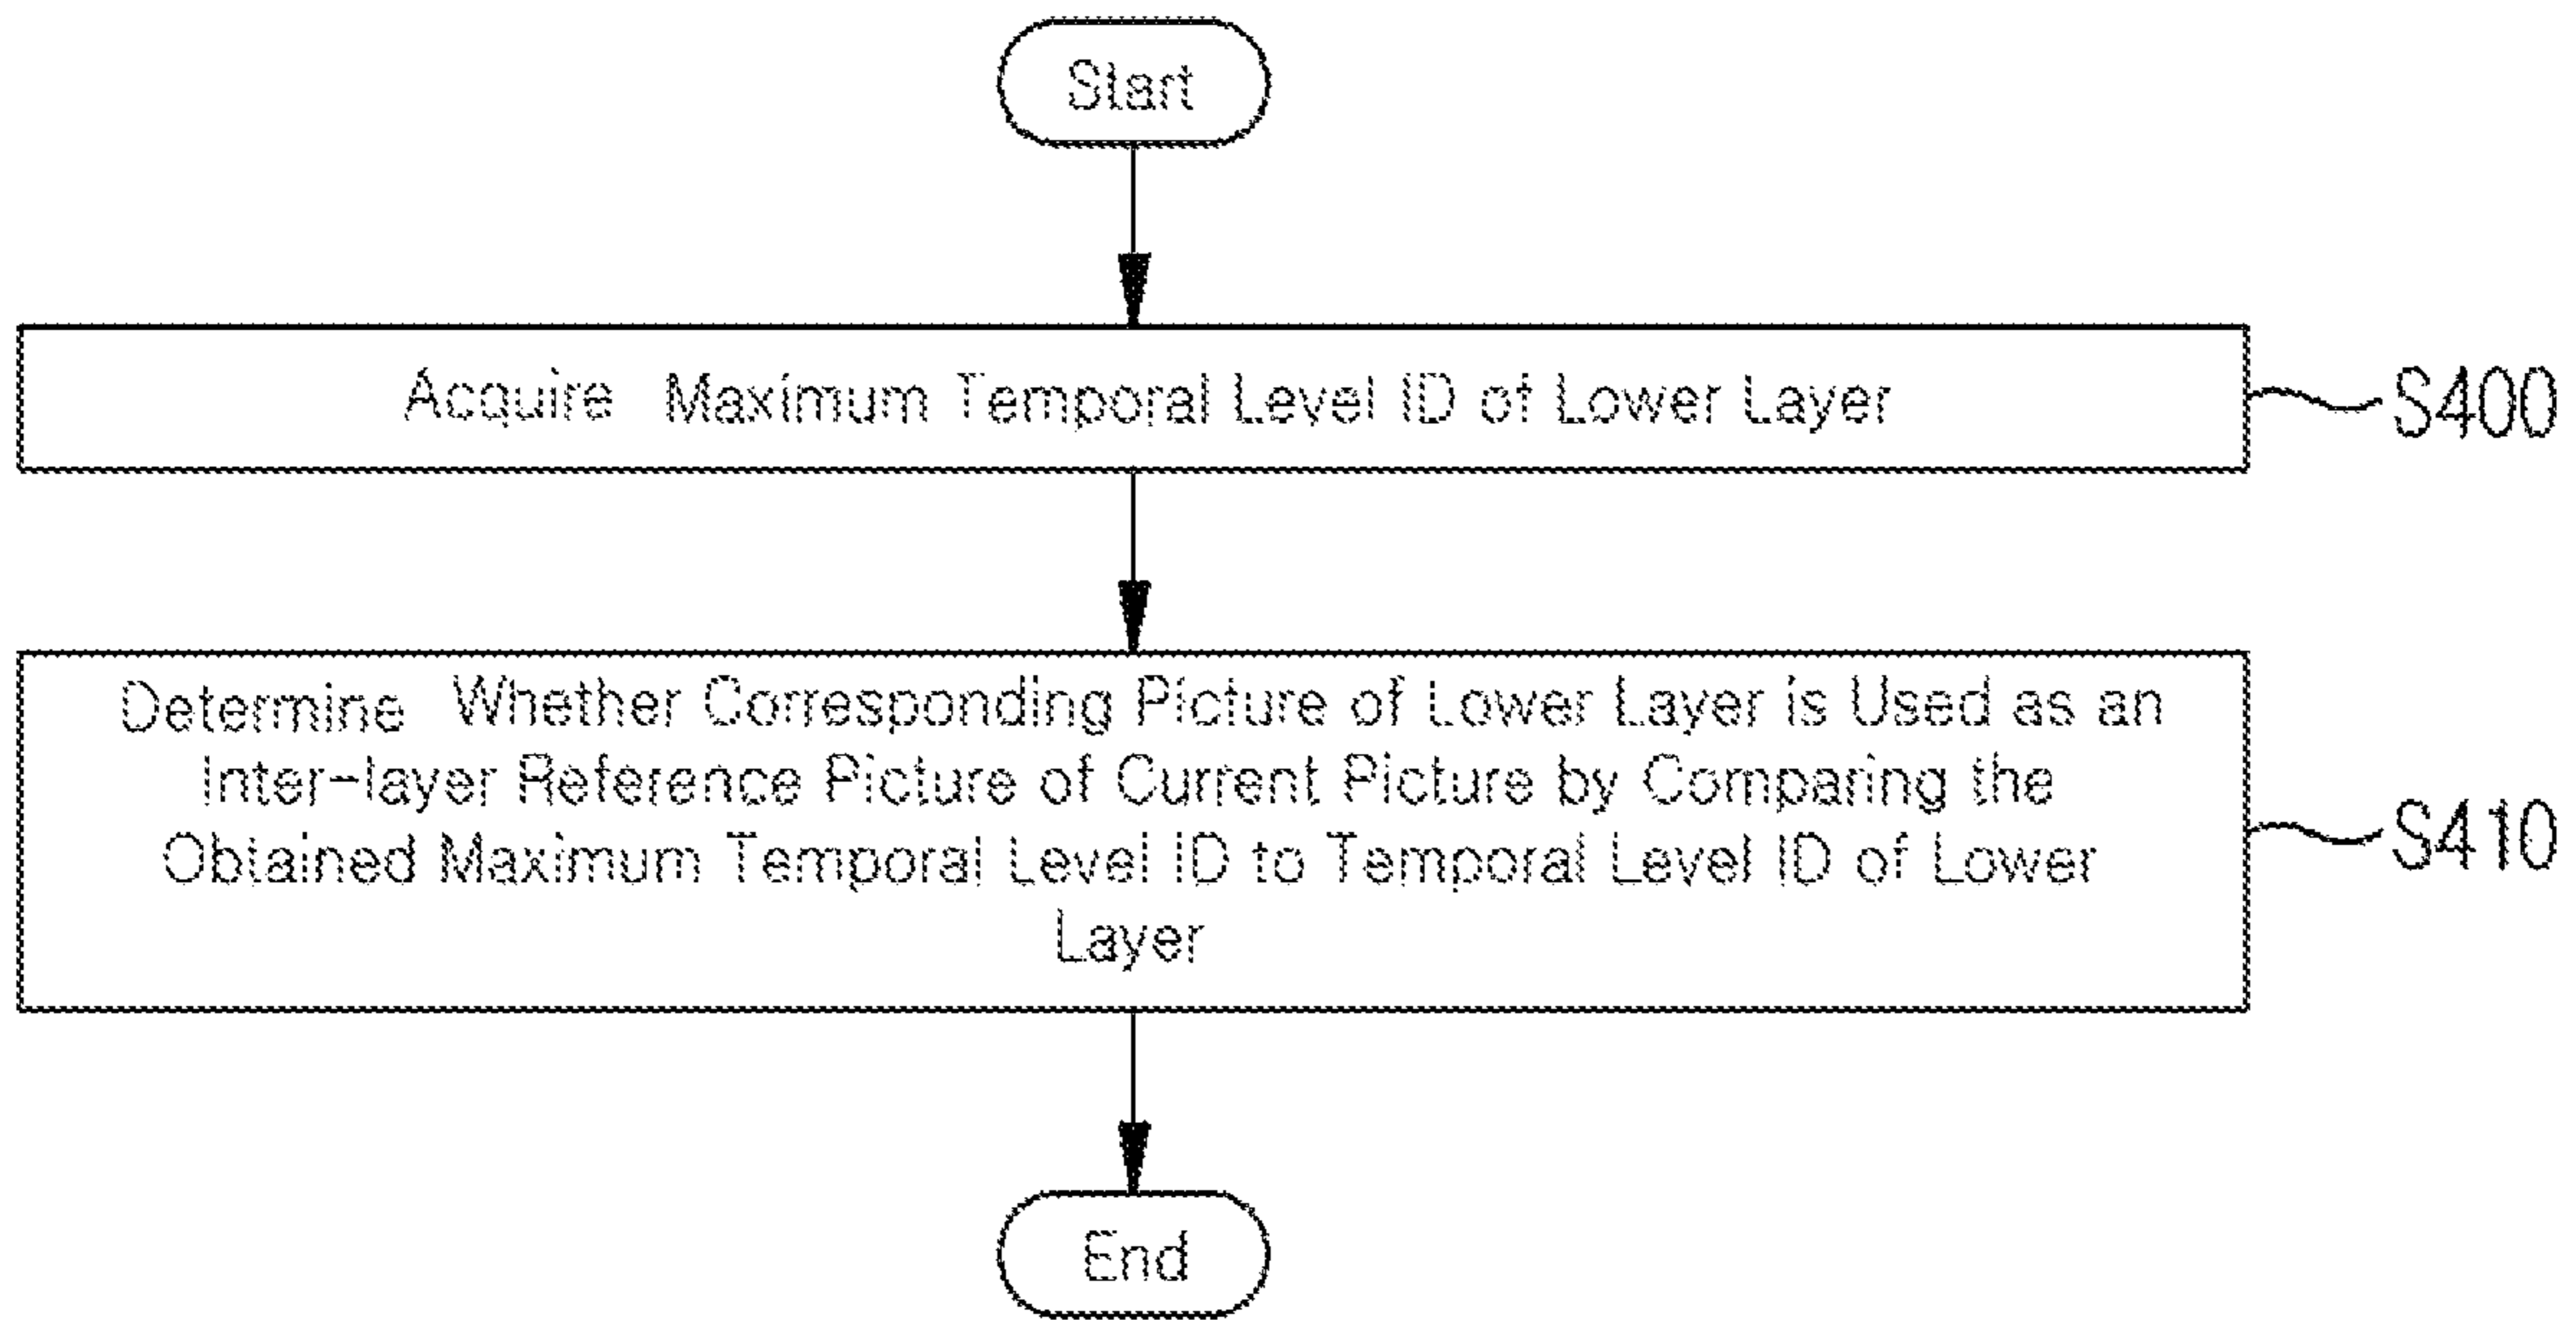 Start
Acquire Maximum Temporal Level ID of Lower Layer
S400
Determine Whether Corresponding Picture of Lower Layer is Used as an
Inter-layer Reference Picture of Current Picture by Comparing the
Obtained Maximum Temporal Level ID to Temporal Level ID of Lower
Layer
S410
End